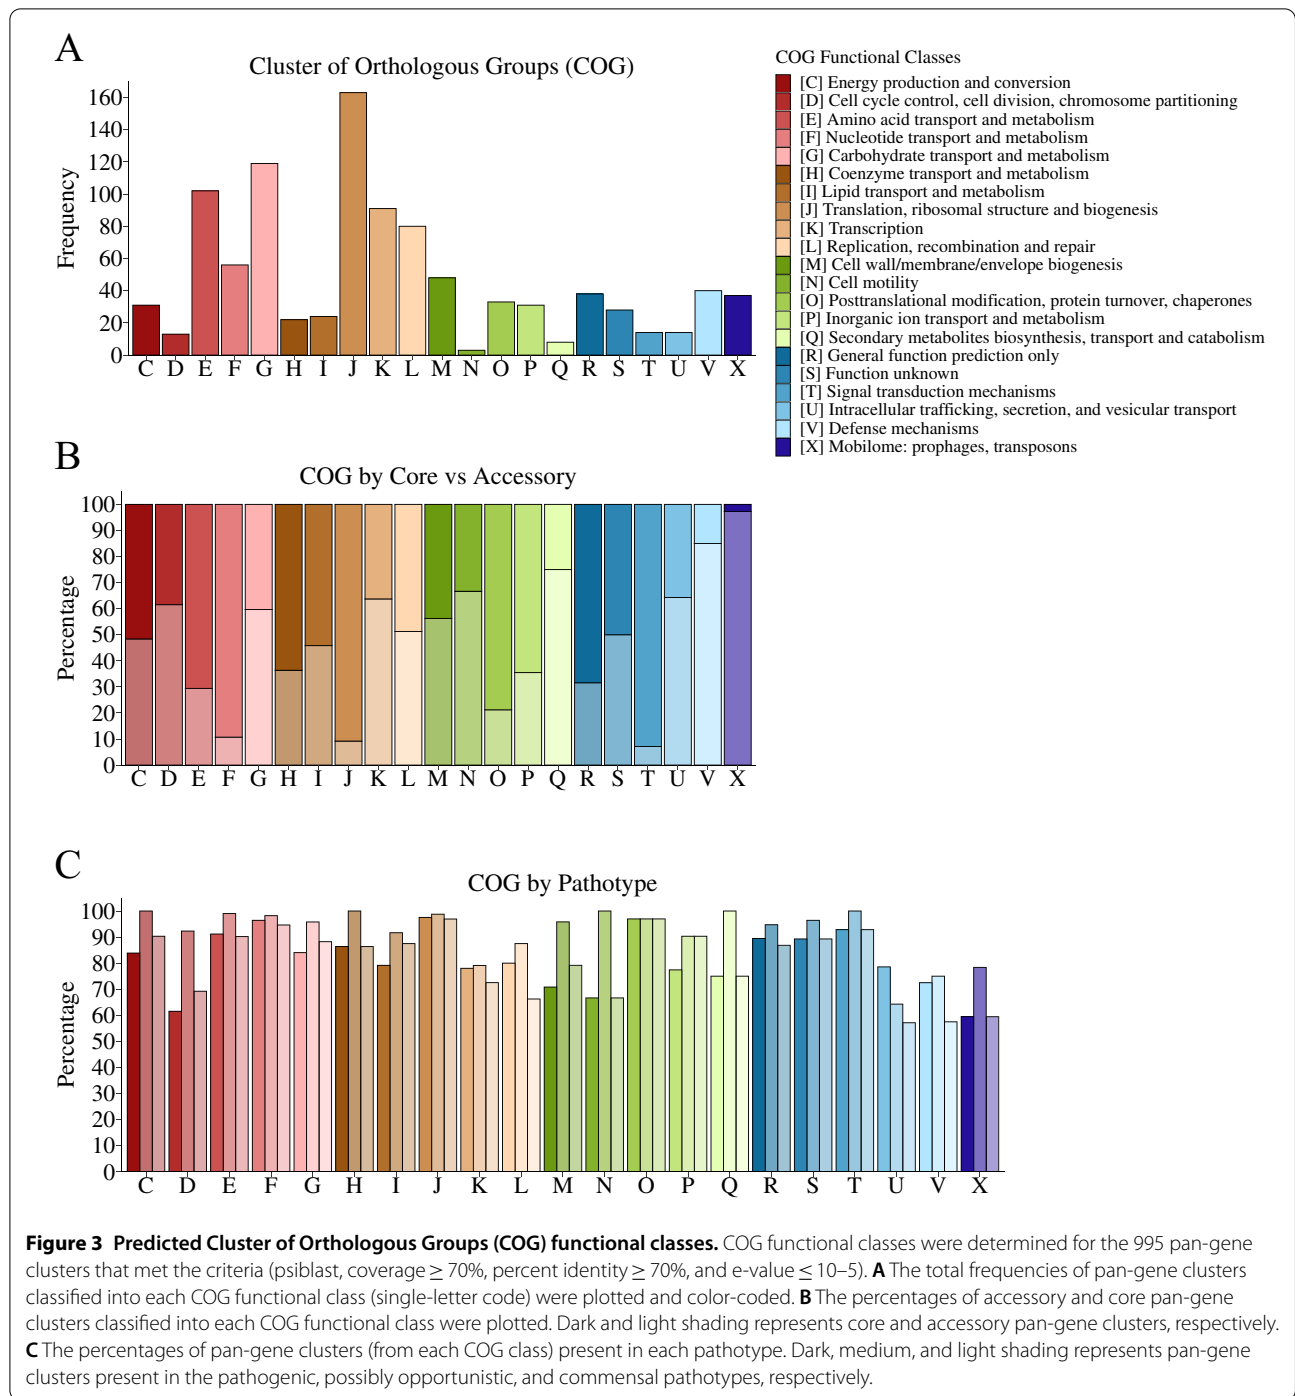 A
Cluster of Orthologous Groups (COG)
Frequency
160
140
120
100
80
60
40
20
0
C D E F G H I J K L M N O P Q R S T U V X
COG Functional Classes
[C] Energy production and conversion
[D] Cell cycle control, cell division, chromosome partitioning
[E] Amino acid transport and metabolism
[F] Nucleotide transport and metabolism
[G] Carbohydrate transport and metabolism
[H] Coenzyme transport and metabolism
[I] Lipid transport and metabolism
[J] Translation, ribosomal structure and biogenesis
[K] Transcription
[L] Replication, recombination and repair
[M] Cell wall/membrane/envelope biogenesis
[N] Cell motility
[O] Posttranslational modification, protein turnover, chaperones
[P] Inorganic ion transport and metabolism
[Q] Secondary metabolites biosynthesis, transport and catabolism
[R] General function prediction only
[S] Function unknown
[T] Signal transduction mechanisms
[U] Intracellular trafficking, secretion, and vesicular transport
[V] Defense mechanisms
[X] Mobilome: prophages, transposons
B
COG by Core vs Accessory
Percentage
100
90
80
70
60
50
40
30
20
10
0
C D E F G H I J K L M N O P Q R S T U V X
C
COG by Pathotype
Percentage
100
90
80
70
60
50
40
30
20
10
0
C D E F G H I J K L M N O P Q R S T U V X
Figure 3 Predicted Cluster of Orthologous Groups (COG) functional classes. COG functional classes were determined for the 995 pan-gene
clusters that met the criteria (psiblast, coverage ≥ 70%, percent identity ≥ 70%, and e-value ≤ 10–5). A The total frequencies of pan-gene clusters
classified into each COG functional class (single-letter code) were plotted and color-coded. B The percentages of accessory and core pan-gene
clusters classified into each COG functional class were plotted. Dark and light shading represents core and accessory pan-gene clusters, respectively.
C The percentages of pan-gene clusters (from each COG class) present in each pathotype. Dark, medium, and light shading represents pan-gene
clusters present in the pathogenic, possibly opportunistic, and commensal pathotypes, respectively.